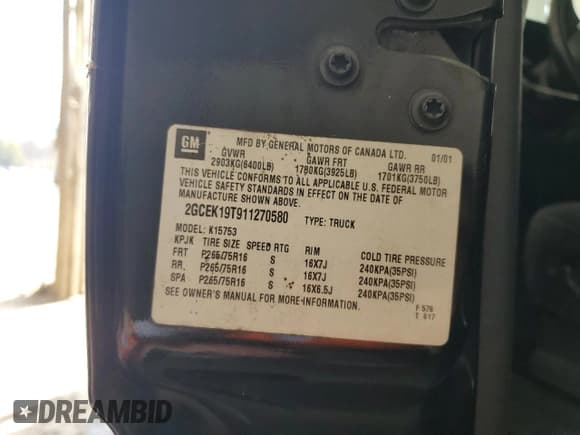 GM
MFD BY GENERAL MOTORS OF CANADA LTD. 01/01
GVWR GAWR FRT GAWR RR
2903KG(6400LB) 1780KG(3925LB) 1701KG(3750LB)
THIS VEHICLE CONFORMS TO ALL APPLICABLE U.S. FEDERAL MOTOR
VEHICLE SAFETY STANDARDS IN EFFECT ON THE DATE OF
MANUFACTURE SHOWN ABOVE.
2GCEK19T911270580 TYPE: TRUCK
MODEL: K15753
KPJK TIRE SIZE SPEED RTG RIM COLD TIRE PRESSURE
FRT P265/75R16 S 16X7J 240KPA(35PSI)
RR P265/75R16 S 16X7J 240KPA(35PSI)
SPA P265/75R16 S 16X6.5J 240KPA(35PSI)
SEE OWNER'S MANUAL FOR MORE INFORMATION.
F 576
T 617
DREAMBID